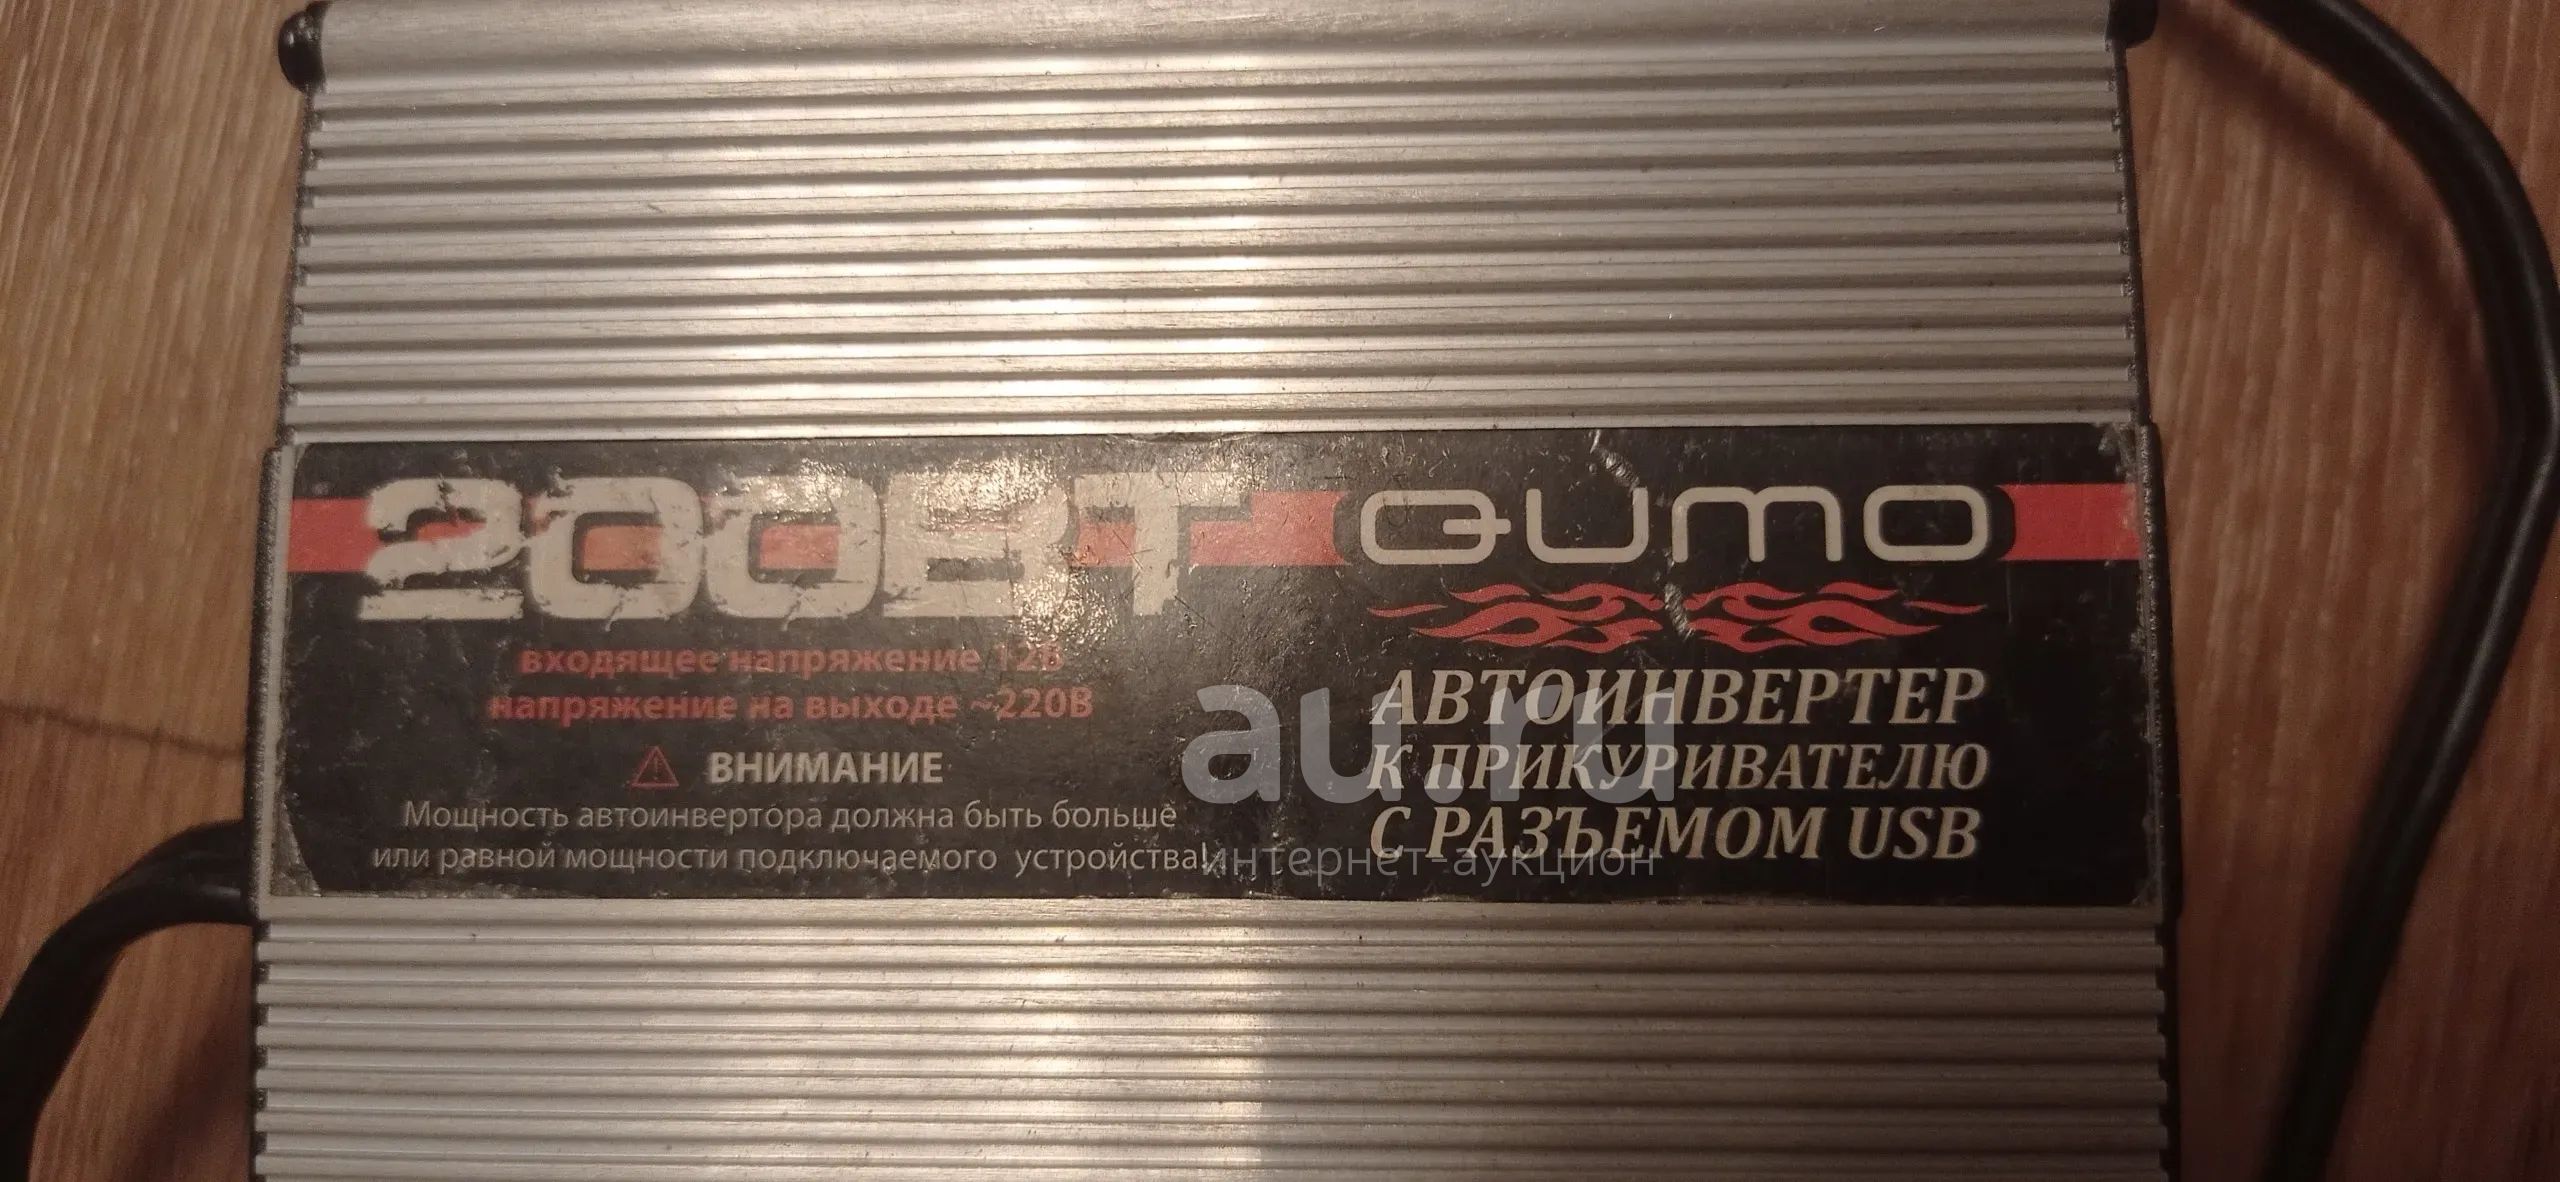 200ВТ
QUMO
входящее напряжение 12В
напряжение на выходе ~220В
ВНИМАНИЕ
Мощность автоинвертора должна быть больше
или равной мощности подключаемого устройства!
АВТОИНВЕРТЕР
К ПРИКУРИВАТЕЛЮ
С РАЗЪЕМОМ USB
au.ru
интернет-аукцион